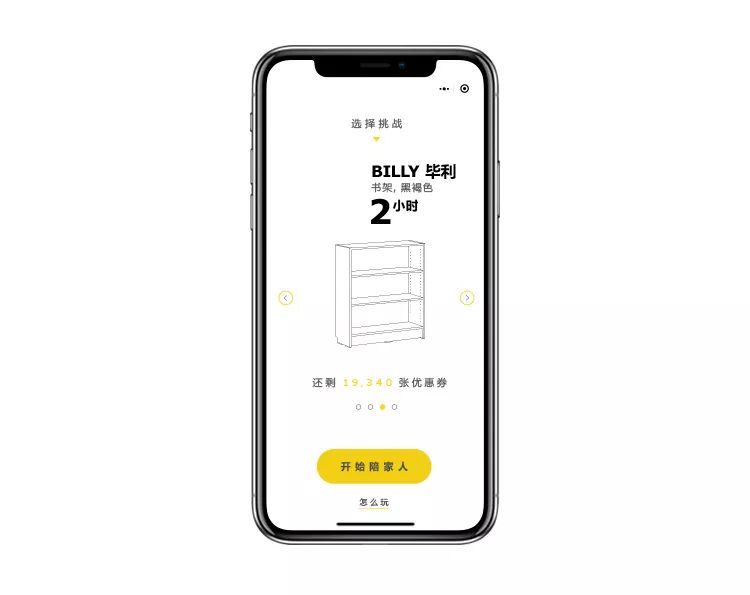 选择挑战
BILLY 毕利
书架, 黑褐色
2小时
还剩 19,340 张优惠券
开始陪家人
怎么玩